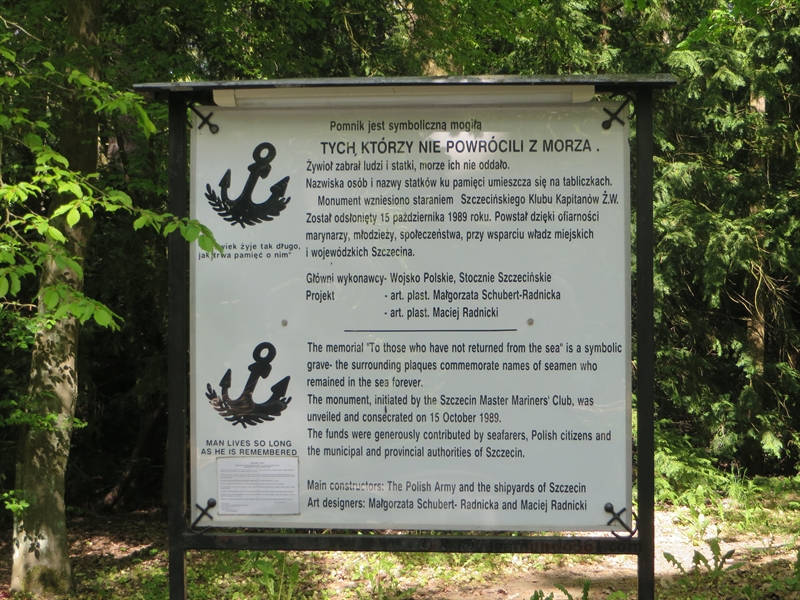 Pomnik jest symboliczną mogiłą
TYCH, KTÓRZY NIE POWRÓCILI Z MORZA .
Żywioł zabrał ludzi i statki, morze ich nie oddało.
Nazwiska osób i nazwy statków ku pamięci umieszcza się na tabliczkach.
Monument wzniesiono staraniem Szczecińskiego Klubu Kapitanów Ż.W.
Został odsłonięty 15 października 1989 roku. Powstał dzięki ofiarności
marynarzy, młodzieży, społeczeństwa, przy wsparciu władz miejskich
i wojewódzkich Szczecina.
wiek żyje tak długo,
jak trwa pamięć o nim"
Główni wykonawcy- Wojsko Polskie, Stocznie Szczecińskie
Projekt - art. plast. Małgorzata Schubert-Radnicka
- art. plast. Maciej Radnicki
The memorial "To those who have not returned from the sea" is a symbolic
grave- the surrounding plaques commemorate names of seamen who
remained in the sea forever.
The monument, initiated by the Szczecin Master Mariners' Club, was
unveiled and consecrated on 15 October 1989.
The funds were generously contributed by seafarers, Polish citizens and
the municipal and provincial authorities of Szczecin.
MAN LIVES SO LONG
AS HE IS REMEMBERED
Main constructors: The Polish Army and the shipyards of Szczecin
Art designers: Małgorzata Schubert- Radnicka and Maciej Radnicki